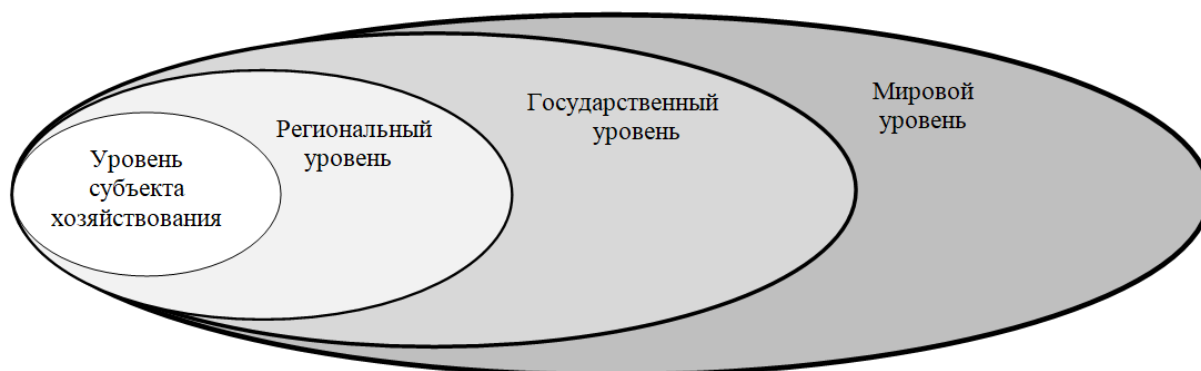 Уровень
субъекта
хозяйствования
Региональный
уровень
Государственный
уровень
Мировой
уровень